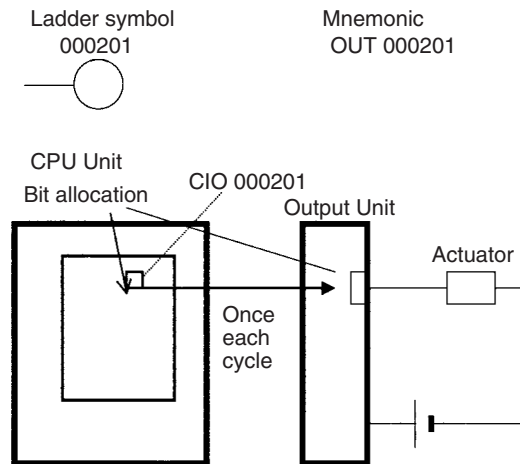 Ladder symbol
000201
Mnemonic
OUT 000201
CPU Unit
Bit allocation
CIO 000201
Output Unit
Actuator
Once
each
cycle